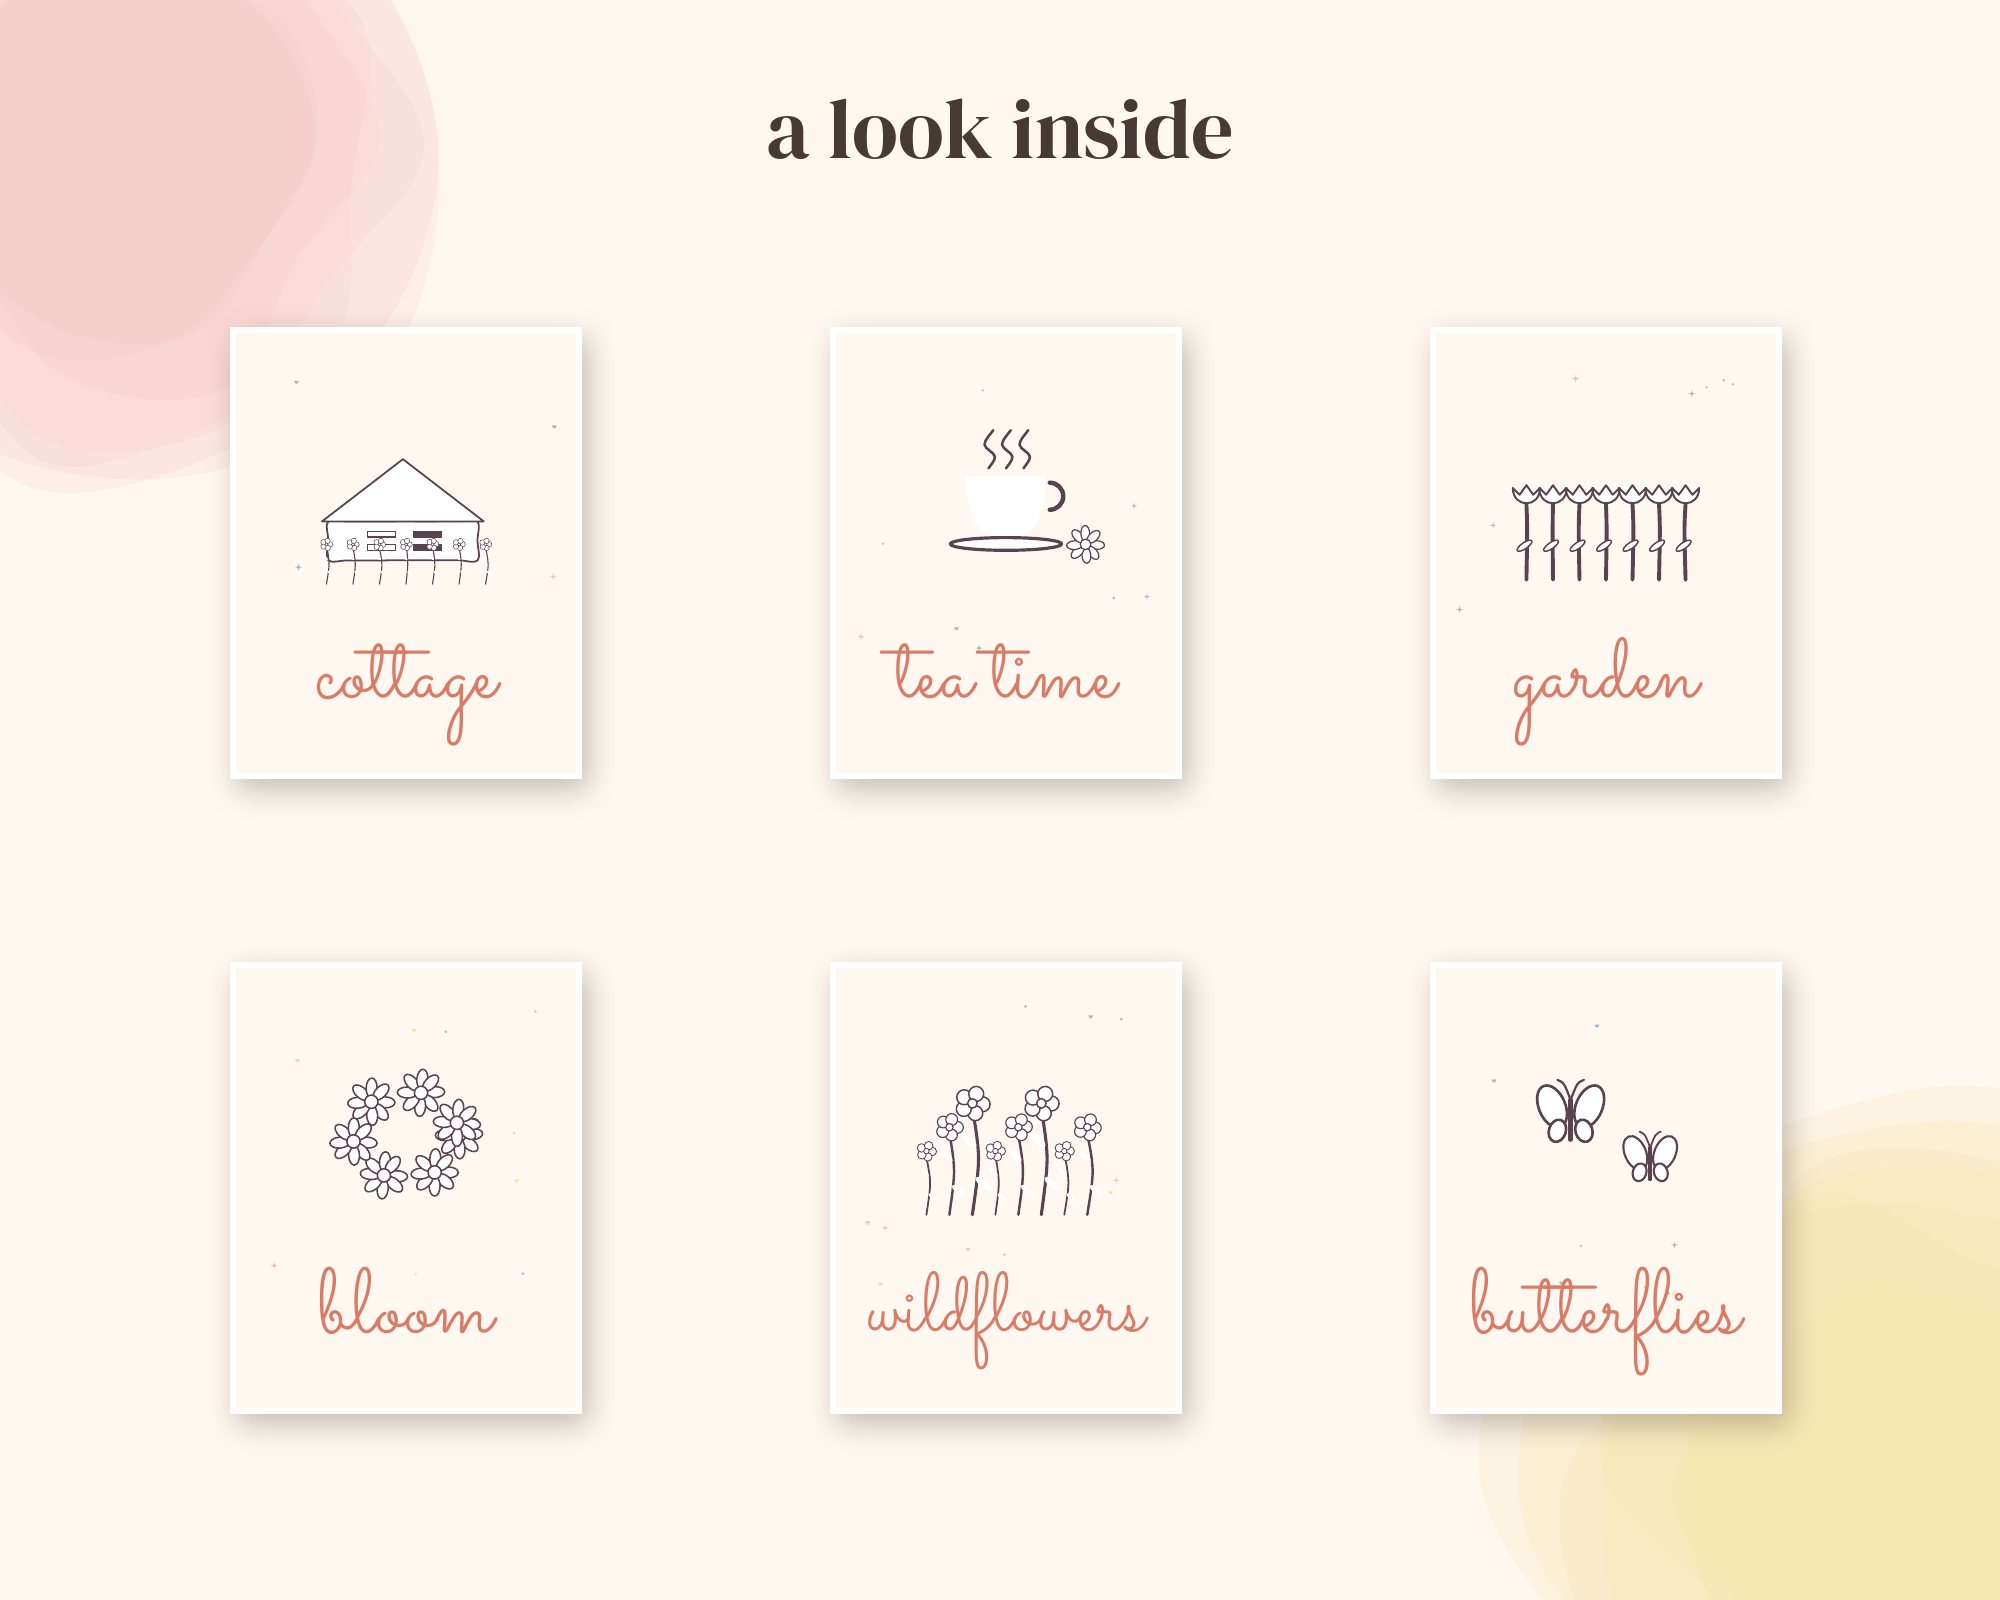 a look inside
cottage
tea time
garden
bloom
wildflowers
butterflies